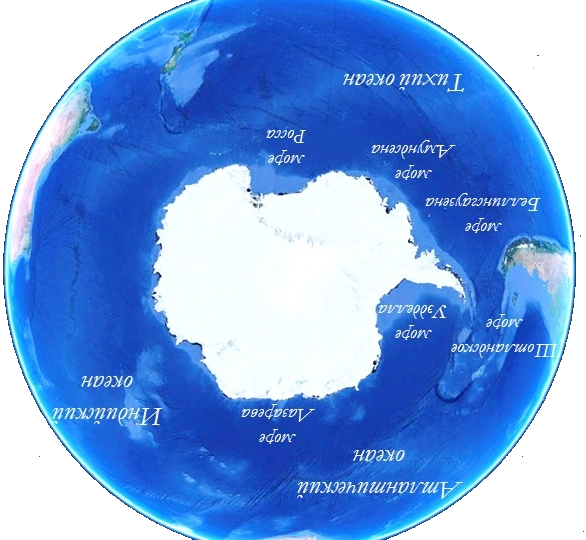 Атлантический
океан
Индийский
океан
море
Лазарева
Шотландское
море
море
Уэдделла
море
Беллинсгаузена
море
Амундсена
море
Росса
Тихий океан